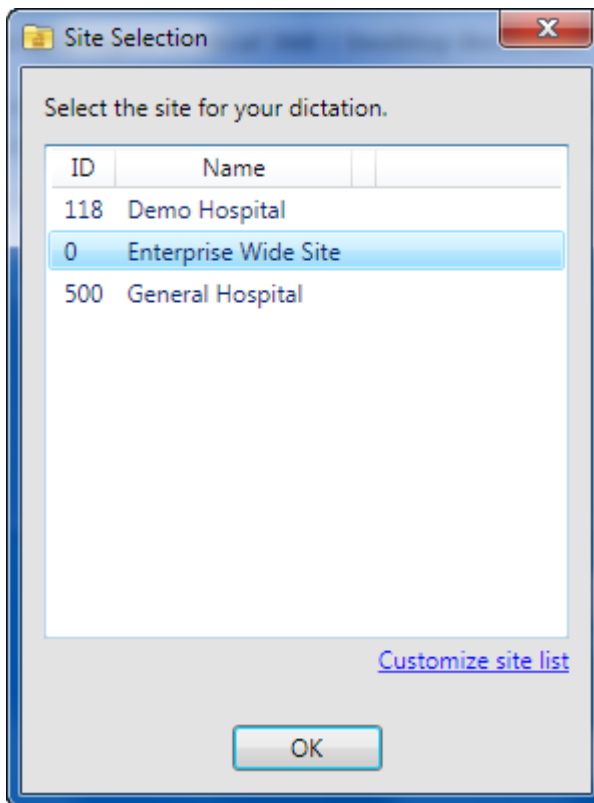 Site Selection
Select the site for your dictation.
ID Name
118 Demo Hospital
0 Enterprise Wide Site
500 General Hospital
Customize site list
OK